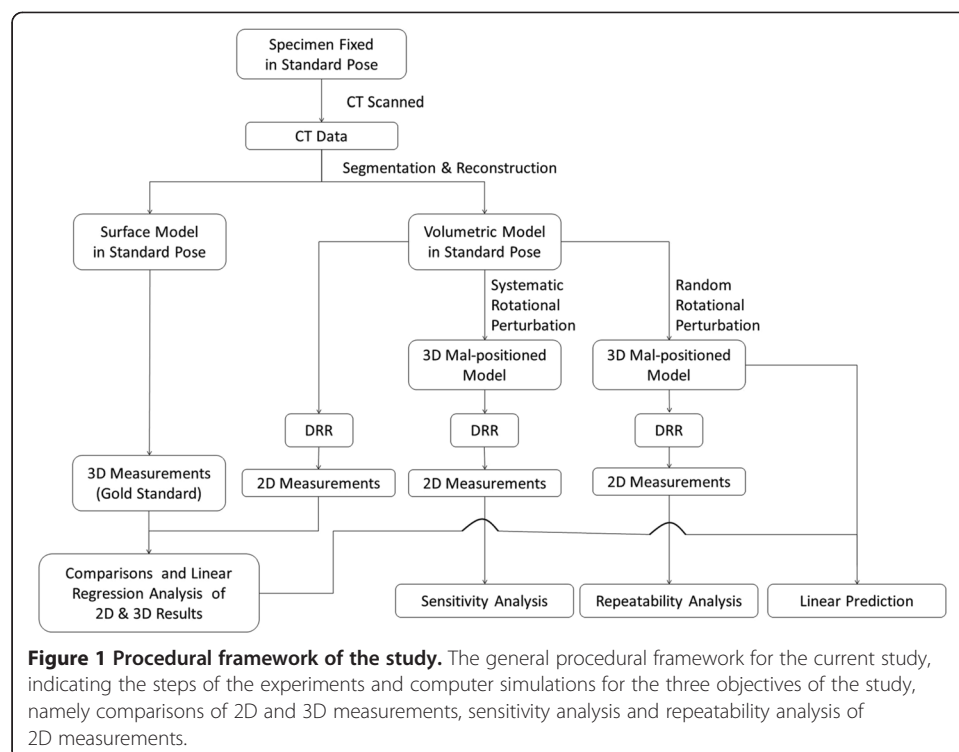 Specimen Fixed
in Standard Pose
CT Scanned
CT Data
Segmentation & Reconstruction
Surface Model
in Standard Pose
Volumetric Model
in Standard Pose
Systematic
Rotational
Perturbation
Random
Rotational
Perturbation
3D Mal-positioned
Model
3D Mal-positioned
Model
DRR
DRR
DRR
3D Measurements
(Gold Standard)
2D Measurements
2D Measurements
2D Measurements
Comparisons and Linear
Regression Analysis of
2D & 3D Results
Sensitivity Analysis
Repeatability Analysis
Linear Prediction
Figure 1 Procedural framework of the study. The general procedural framework for the current study,
indicating the steps of the experiments and computer simulations for the three objectives of the study,
namely comparisons of 2D and 3D measurements, sensitivity analysis and repeatability analysis of
2D measurements.